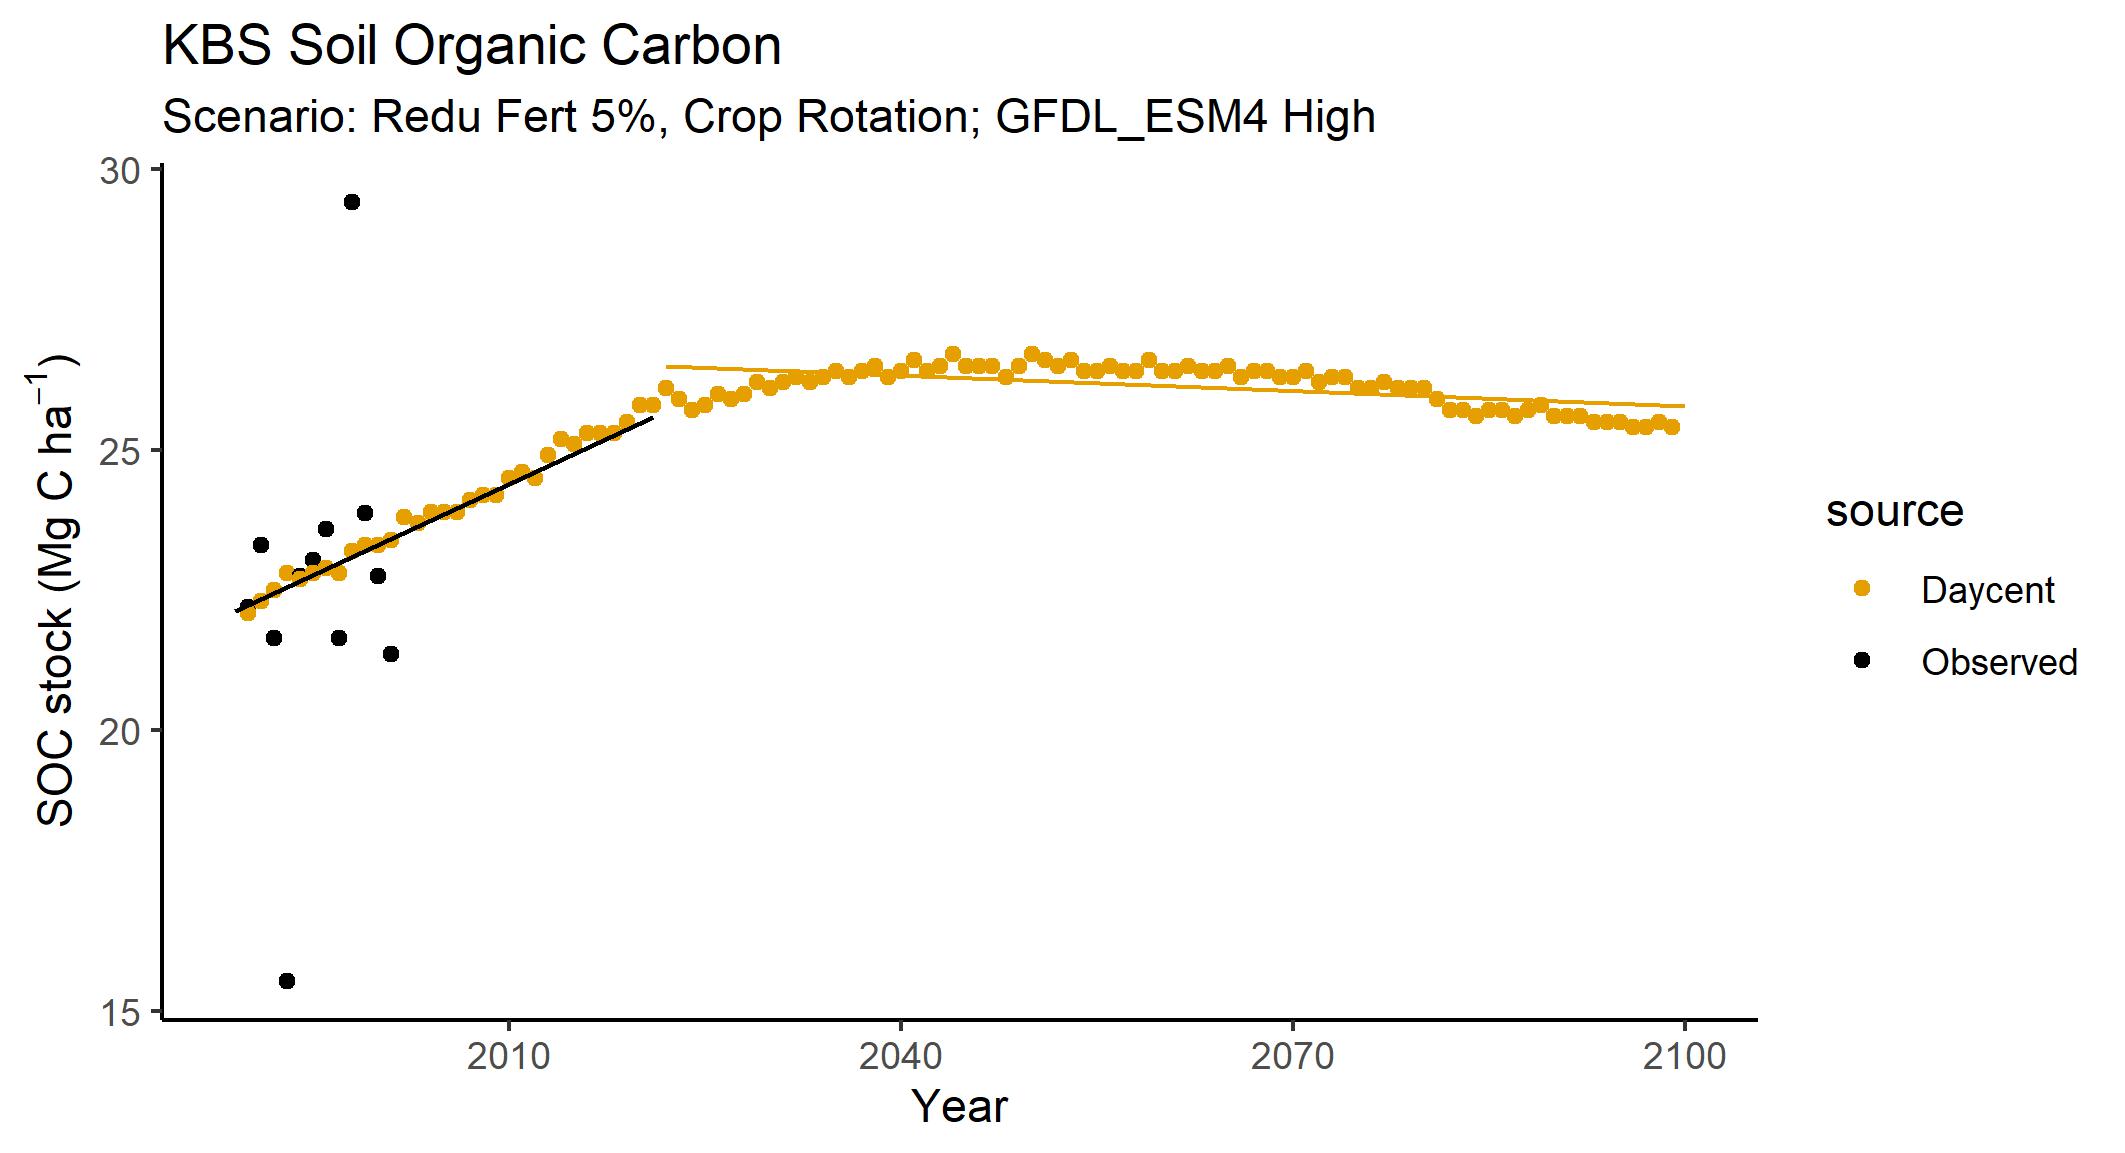 KBS Soil Organic Carbon
Scenario: Redu Fert 5%, Crop Rotation; GFDL_ESM4 High
SOC stock (Mg C ha⁻¹)
30
25
20
15
2010
2040
2070
2100
Year
source
Daycent
Observed